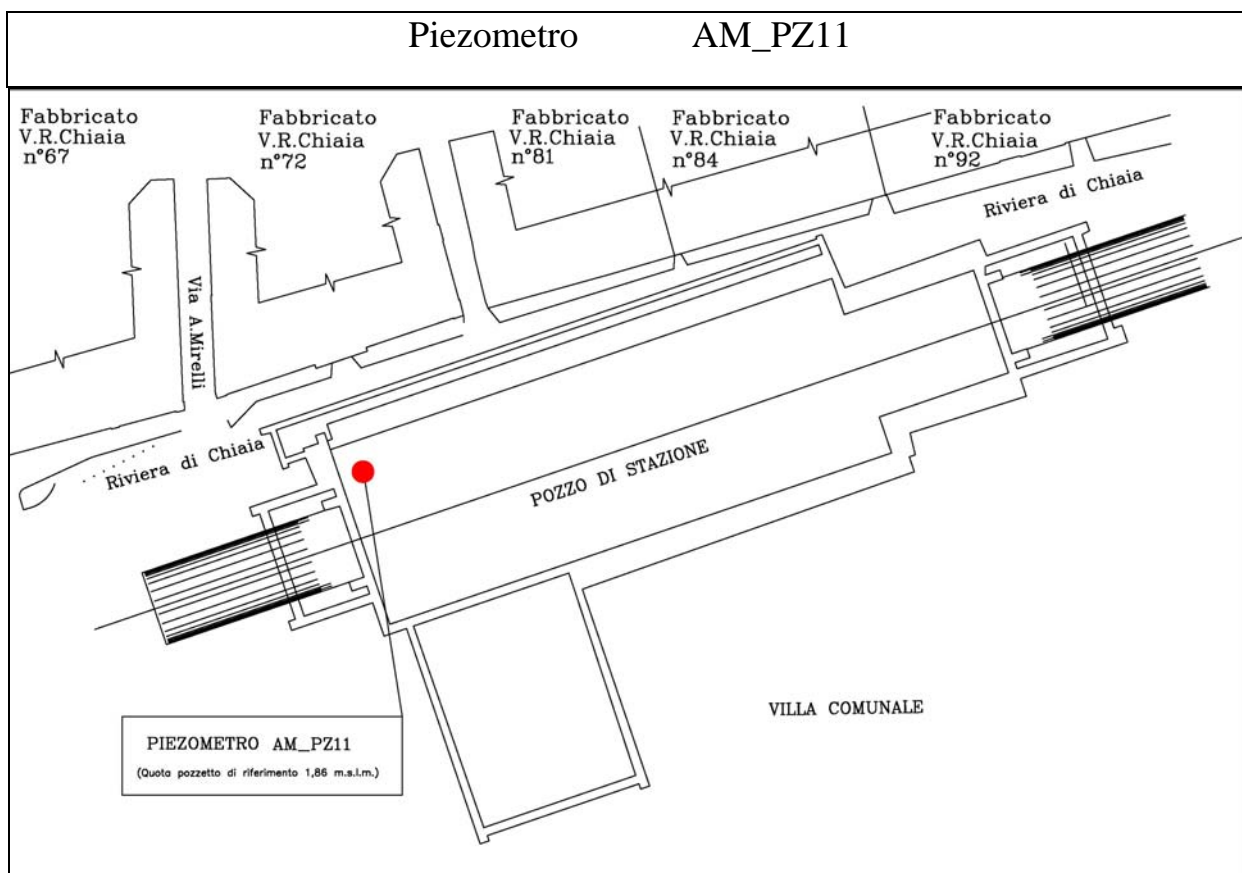 Piezometro AM_PZ11
Fabbricato
V.R.Chiaia
n°67
Fabbricato
V.R.Chiaia
n°72
Fabbricato
V.R.Chiaia
n°81
Fabbricato
V.R.Chiaia
n°84
Fabbricato
V.R.Chiaia
n°92
Riviera di Chiaia
Via A.Mirelli
Riviera di Chiaia
POZZO DI STAZIONE
VILLA COMUNALE
PIEZOMETRO AM_PZ11
(Quota pozzetto di riferimento 1,86 m.s.l.m.)